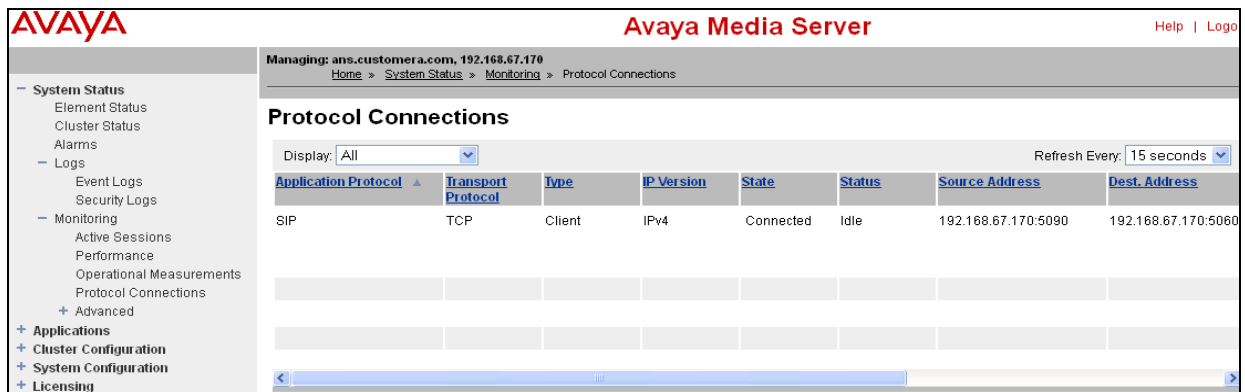 AVAYA
Avaya Media Server
Help | Logo
Managing: ans.customera.com, 192.168.67.170
Home » System Status » Monitoring » Protocol Connections
− System Status
Element Status
Cluster Status
Alarms
− Logs
Event Logs
Security Logs
− Monitoring
Active Sessions
Performance
Operational Measurements
Protocol Connections
+ Advanced
+ Applications
+ Cluster Configuration
+ System Configuration
+ Licensing
Protocol Connections
Display: All
Refresh Every: 15 seconds
Application Protocol Transport Protocol Type IP Version State Status Source Address Dest. Address
SIP TCP Client IPv4 Connected Idle 192.168.67.170:5090 192.168.67.170:5060